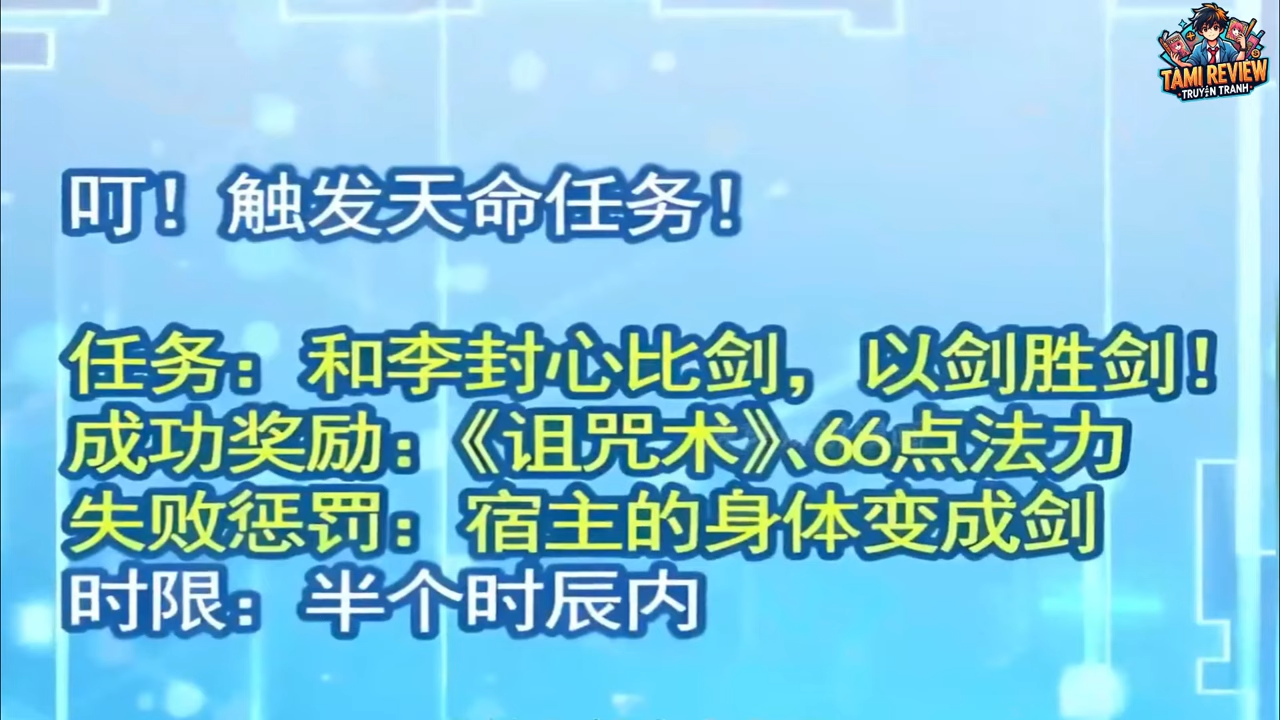 TAMI REVIEW
TRUYỆN TRANH
叮！触发天命任务！
任务：和李封心比剑，以剑胜剑！
成功奖励：《诅咒术》、66点法力
失败惩罚：宿主的身体变成剑
时限：半个时辰内